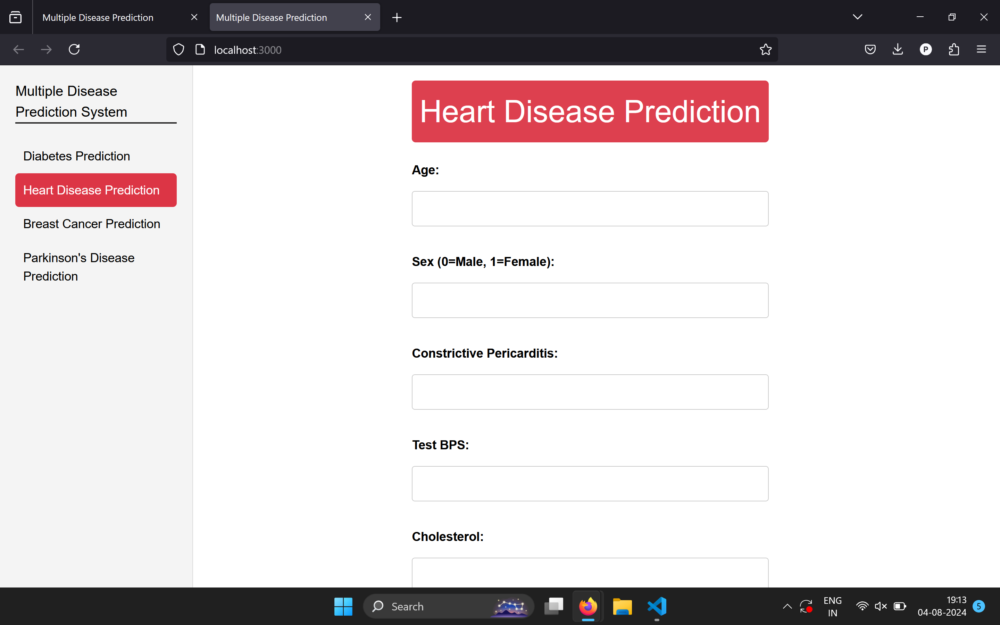 Multiple Disease Prediction
Multiple Disease Prediction
localhost:3000
P
Multiple Disease
Prediction System
Diabetes Prediction
Heart Disease Prediction
Breast Cancer Prediction
Parkinson's Disease
Prediction
Heart Disease Prediction
Age:
Sex (0=Male, 1=Female):
Constrictive Pericarditis:
Test BPS:
Cholesterol:
Search
ENG
IN
19:13
04-08-2024
5